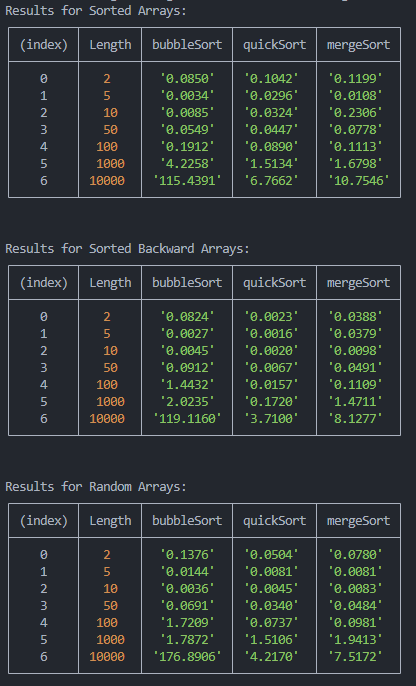 Results for Sorted Arrays:
(index) Length bubbleSort quickSort mergeSort
0 2 '0.0850' '0.1042' '0.1199'
1 5 '0.0034' '0.0296' '0.0108'
2 10 '0.0085' '0.0324' '0.2306'
3 50 '0.0549' '0.0447' '0.0778'
4 100 '0.1912' '0.0890' '0.1113'
5 1000 '4.2258' '1.5134' '1.6798'
6 10000 '115.4391' '6.7662' '10.7546'
Results for Sorted Backward Arrays:
(index) Length bubbleSort quickSort mergeSort
0 2 '0.0824' '0.0023' '0.0388'
1 5 '0.0027' '0.0016' '0.0379'
2 10 '0.0045' '0.0020' '0.0098'
3 50 '0.0912' '0.0067' '0.0491'
4 100 '1.4432' '0.0157' '0.1109'
5 1000 '2.0235' '0.1720' '1.4711'
6 10000 '119.1160' '3.7100' '8.1277'
Results for Random Arrays:
(index) Length bubbleSort quickSort mergeSort
0 2 '0.1376' '0.0504' '0.0780'
1 5 '0.0144' '0.0081' '0.0081'
2 10 '0.0036' '0.0045' '0.0083'
3 50 '0.0691' '0.0340' '0.0484'
4 100 '1.7209' '0.0737' '0.0981'
5 1000 '1.7872' '1.5106' '1.9413'
6 10000 '176.8906' '4.2170' '7.5172'